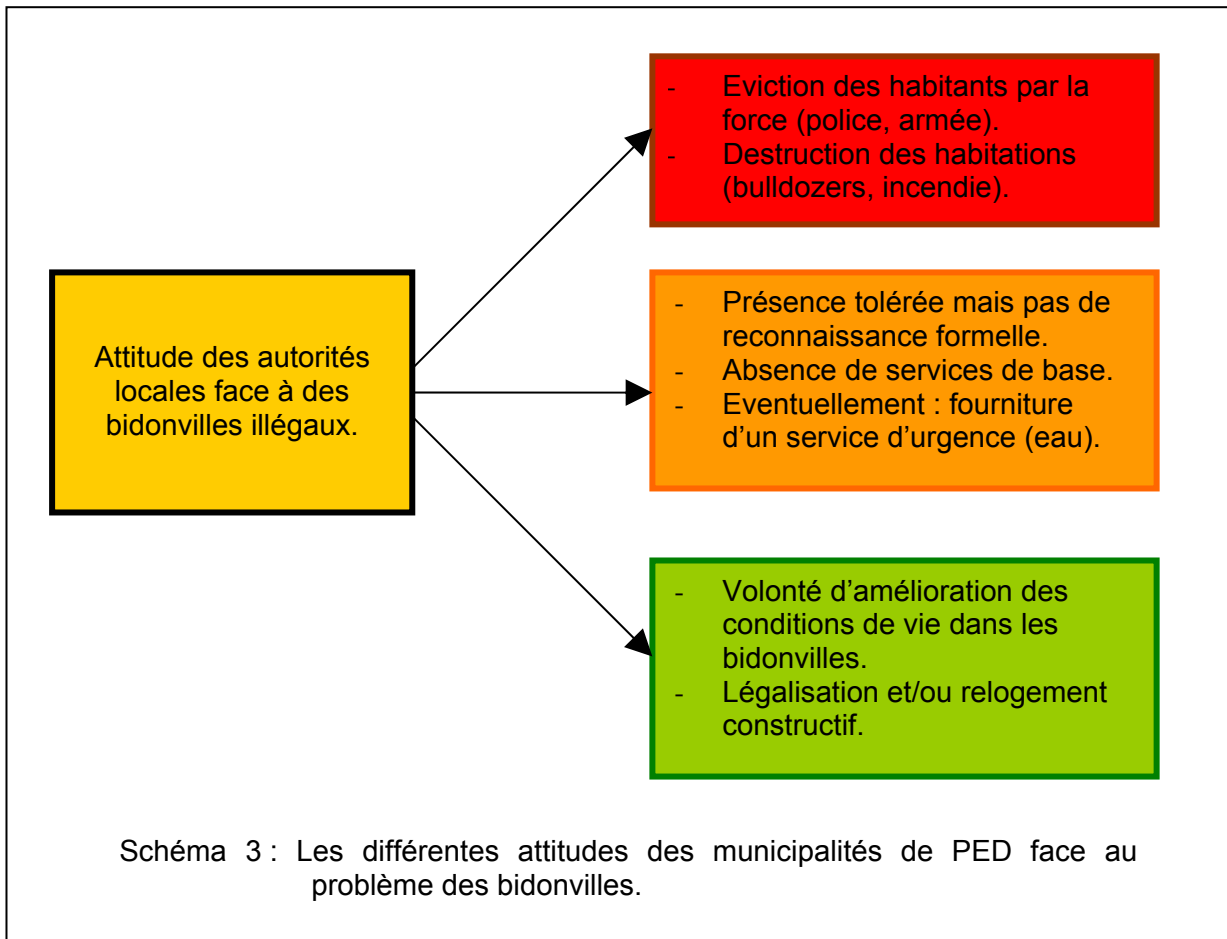 - Eviction des habitants par la
force (police, armée).
- Destruction des habitations
(bulldozers, incendie).
Attitude des autorités
locales face à des
bidonvilles illégaux.
- Présence tolérée mais pas de
reconnaissance formelle.
- Absence de services de base.
- Eventuellement : fourniture
d’un service d’urgence (eau).
- Volonté d’amélioration des
conditions de vie dans les
bidonvilles.
- Légalisation et/ou relogement
constructif.
Schéma 3 : Les différentes attitudes des municipalités de PED face au
problème des bidonvilles.